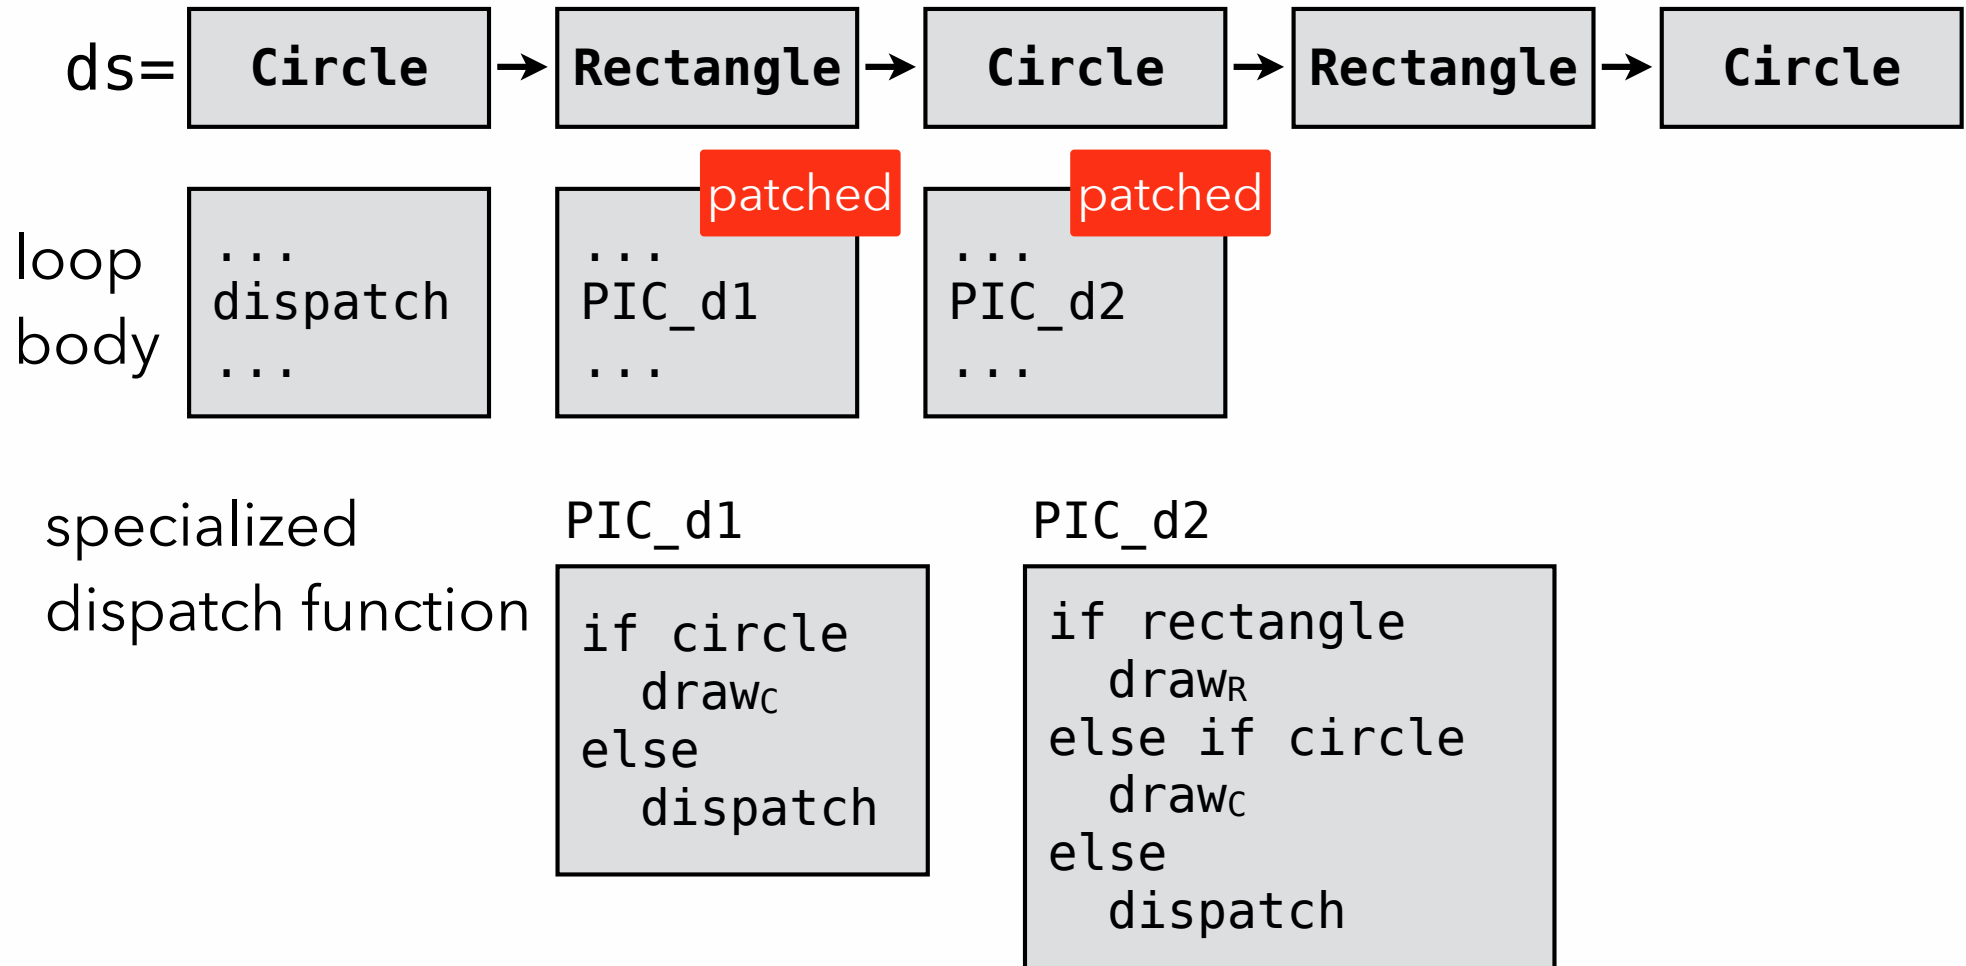 ds= Circle → Rectangle → Circle → Rectangle → Circle
patched patched
loop body
...
dispatch
...
...
PIC_d1
...
...
PIC_d2
...
specialized
dispatch function
PIC_d1
if circle
  drawC
else
  dispatch
PIC_d2
if rectangle
  drawR
else if circle
  drawC
else
  dispatch